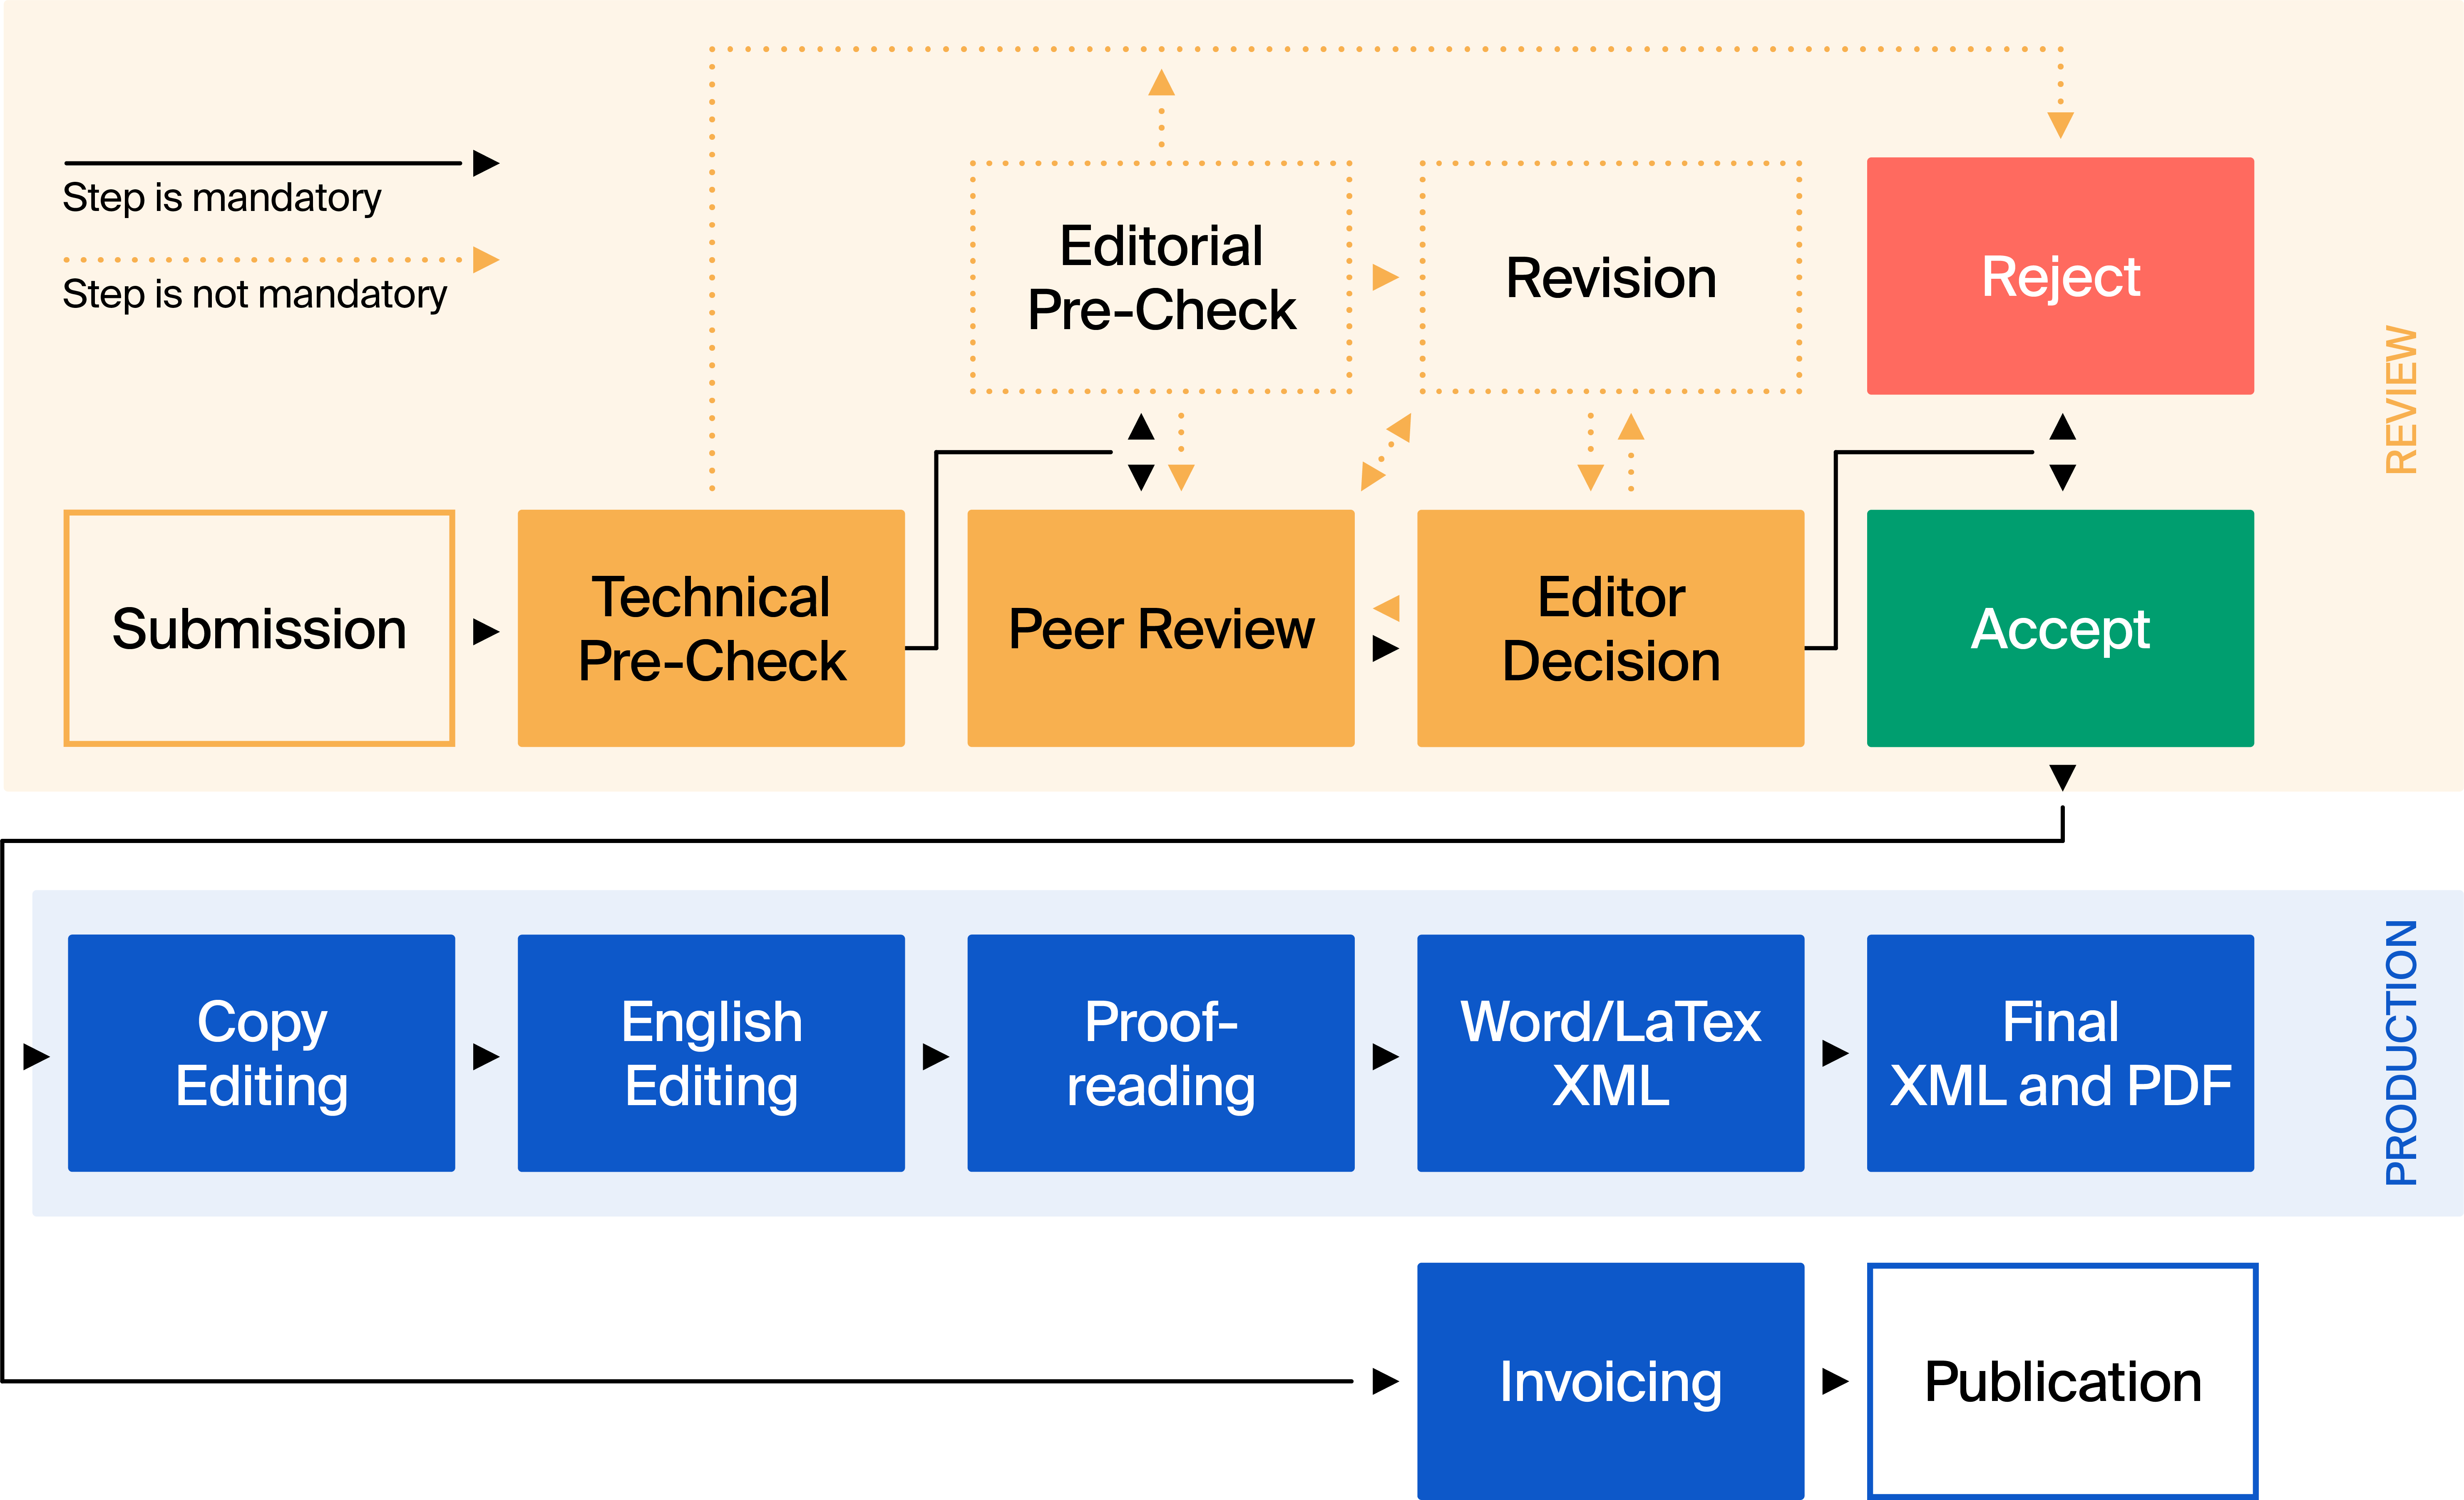 Step is mandatory
Step is not mandatory
Editorial
Pre-Check
Revision
Reject
REVIEW
Submission
Technical
Pre-Check
Peer Review
Editor
Decision
Accept
Copy
Editing
English
Editing
Proof-
reading
Word/LaTex
XML
Final
XML and PDF
PRODUCTION
Invoicing
Publication